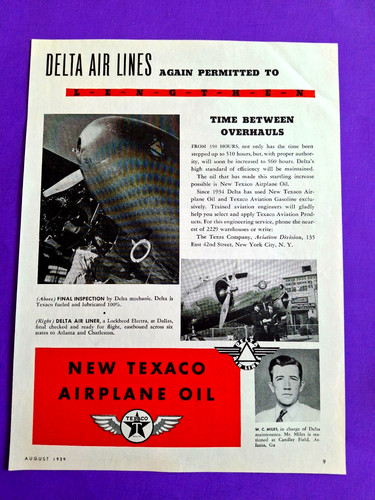 DELTA AIR LINES AGAIN PERMITTED TO
L-E-N-G-T-H-E-N
TIME BETWEEN
OVERHAULS
FROM 350 HOURS, not only has the time been
stepped up to 510 hours, but, with proper author-
ity, will soon be increased to 560 hours. Delta's
high standard of efficiency will be maintained.
The oil that has made this startling increase
possible is New Texaco Airplane Oil.
Since 1934 Delta has used New Texaco Air-
plane Oil and Texaco Aviation Gasoline exclu-
sively. Trained aviation engineers will gladly
help you select and apply Texaco Aviation Prod-
ucts. For this engineering service, phone the near-
est of 2229 warehouses or write:
The Texas Company, Aviation Division, 135
East 42nd Street, New York City, N. Y.
(Above) FINAL INSPECTION by Delta mechanic. Delta is
Texaco fueled and lubricated 100%.
(Right) DELTA AIR LINER, a Lockheed Electra, at Dallas,
final checked and ready for flight, outbound across six
states to Atlanta and Charleston.
NEW TEXACO
AIRPLANE OIL
TEXACO
T
W. C. MILES, in charge of Delta
maintenance. Mr. Miles is sta-
tioned at Candler Field, At-
lanta, Ga
AUGUST 1939
9